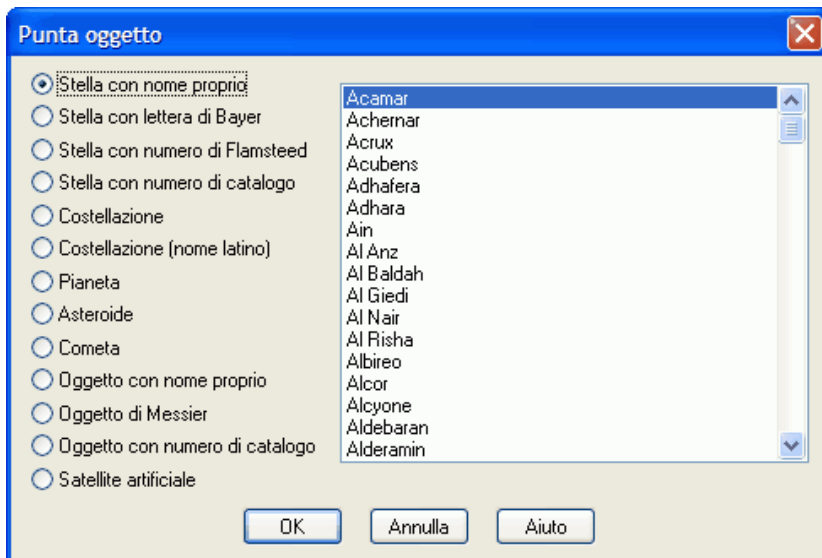 Punta oggetto
Stella con nome proprio
Stella con lettera di Bayer
Stella con numero di Flamsteed
Stella con numero di catalogo
Costellazione
Costellazione (nome latino)
Pianeta
Asteroide
Cometa
Oggetto con nome proprio
Oggetto di Messier
Oggetto con numero di catalogo
Satellite artificiale
Acamar
Achernar
Acrux
Acubens
Adhafera
Adhara
Ain
Al Anz
Al Baldah
Al Giedi
Al Nair
Al Risha
Albireo
Alcor
Alcyone
Aldebaran
Alderamin
OK
Annulla
Aiuto